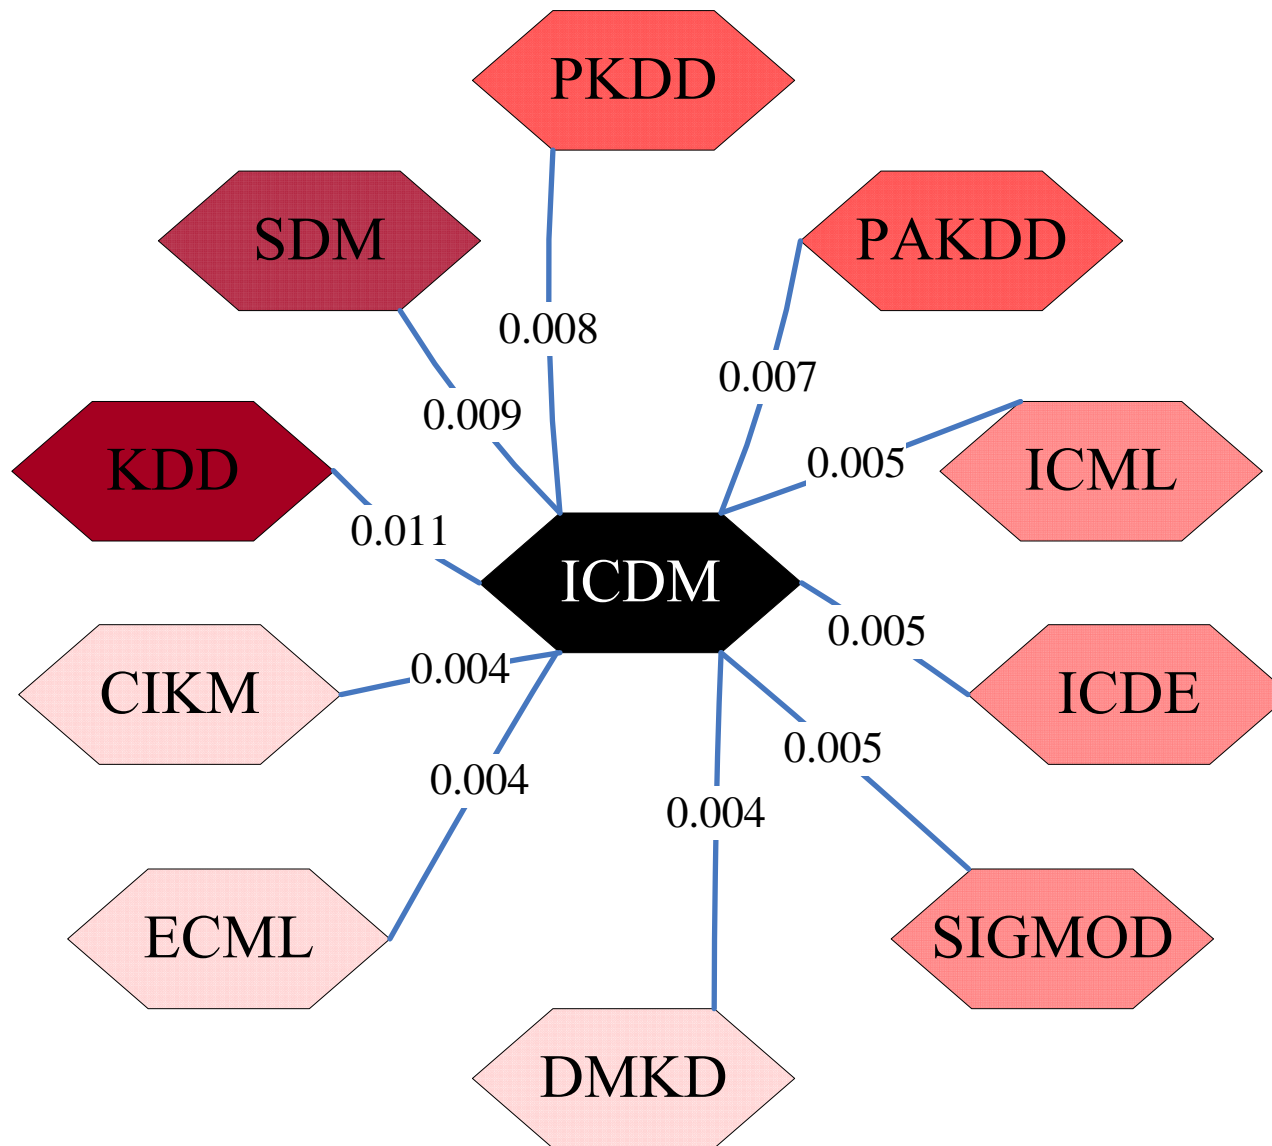 PKDD
SDM
PAKDD
0.008
0.007
0.009
0.005
KDD
ICML
0.011
ICDM
0.005
0.004
CIKM
ICDE
0.005
0.004
0.004
ECML
SIGMOD
DMKD